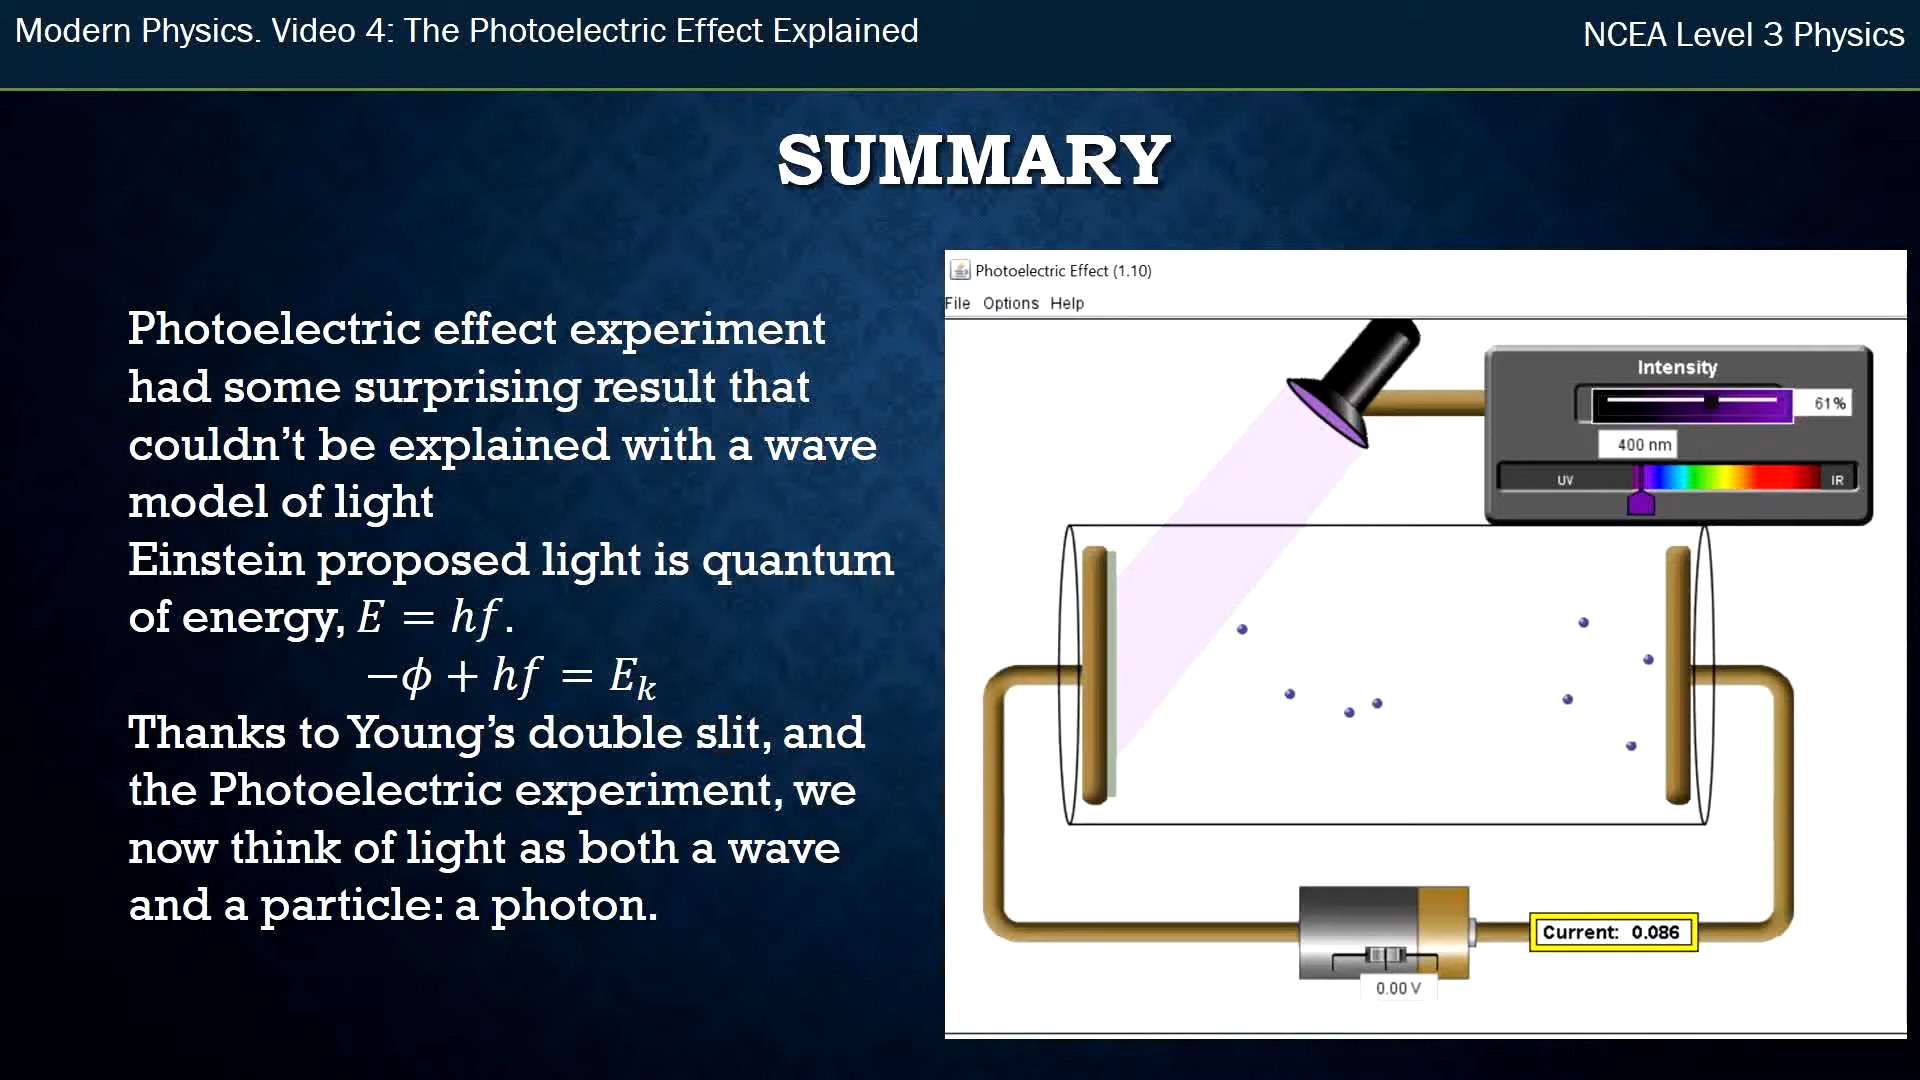 Modern Physics. Video 4: The Photoelectric Effect Explained
NCEA Level 3 Physics
SUMMARY
Photoelectric effect experiment
had some surprising result that
couldn't be explained with a wave
model of light
Einstein proposed light is quantum
of energy, E = hf.
−ϕ + hf = Eₖ
Thanks to Young's double slit, and
the Photoelectric experiment, we
now think of light as both a wave
and a particle: a photon.
Photoelectric Effect (1.10)
File Options Help
Intensity
61%
400 nm
UV
IR
Current: 0.086
0.00 V